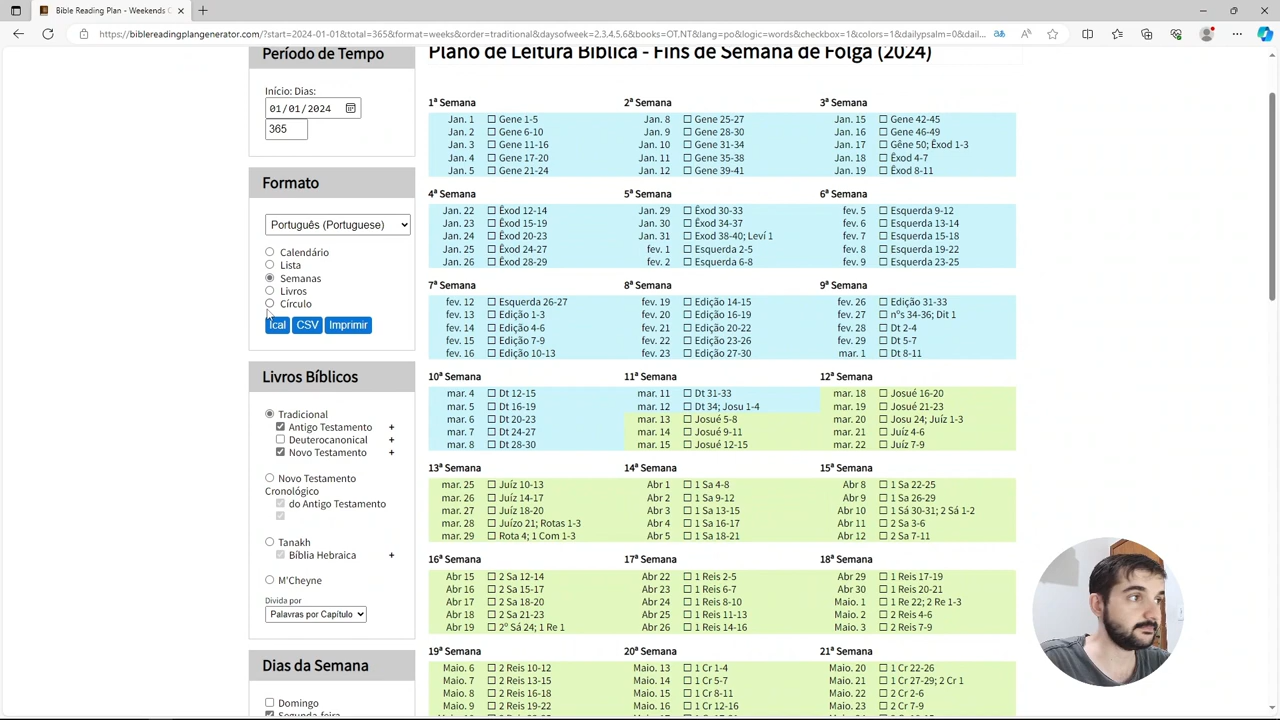 Bible Reading Plan - Weekends C
https://biblereadingplangenerator.com/?start=2024-01-01&total=365&format=weeks&order=traditional&daysofweek=2,3,4,5,6&books=OT,NT&lang=po&logic=words&checkbox=1&colors=1&dailypsalm=0&dail...
Período de Tempo
Início: Dias:
01/01/2024
365
Formato
Português (Portuguese)
Calendário
Lista
Semanas
Livros
Círculo
Ical CSV Imprimir
Livros Bíblicos
Tradicional
Antigo Testamento +
Deuterocanonical +
Novo Testamento +
Novo Testamento
Cronológico
do Antigo Testamento
Tanakh
Bíblia Hebraica +
M'Cheyne
Divida por
Palavras por Capítulo
Dias da Semana
Domingo
Segunda-feira
Plano de Leitura Bíblica - Fins de Semana de Folga (2024)
1ª Semana
Jan. 1 Gene 1-5
Jan. 2 Gene 6-10
Jan. 3 Gene 11-16
Jan. 4 Gene 17-20
Jan. 5 Gene 21-24
2ª Semana
Jan. 8 Gene 25-27
Jan. 9 Gene 28-30
Jan. 10 Gene 31-34
Jan. 11 Gene 35-38
Jan. 12 Gene 39-41
3ª Semana
Jan. 15 Gene 42-45
Jan. 16 Gene 46-49
Jan. 17 Gêne 50; Êxod 1-3
Jan. 18 Êxod 4-7
Jan. 19 Êxod 8-11
4ª Semana
Jan. 22 Êxod 12-14
Jan. 23 Êxod 15-19
Jan. 24 Êxod 20-23
Jan. 25 Êxod 24-27
Jan. 26 Êxod 28-29
5ª Semana
Jan. 29 Êxod 30-33
Jan. 30 Êxod 34-37
Jan. 31 Êxod 38-40; Leví 1
fev. 1 Esquerda 2-5
fev. 2 Esquerda 6-8
6ª Semana
fev. 5 Esquerda 9-12
fev. 6 Esquerda 13-14
fev. 7 Esquerda 15-18
fev. 8 Esquerda 19-22
fev. 9 Esquerda 23-25
7ª Semana
fev. 12 Esquerda 26-27
fev. 13 Edição 1-3
fev. 14 Edição 4-6
fev. 15 Edição 7-9
fev. 16 Edição 10-13
8ª Semana
fev. 19 Edição 14-15
fev. 20 Edição 16-19
fev. 21 Edição 20-22
fev. 22 Edição 23-26
fev. 23 Edição 27-30
9ª Semana
fev. 26 Edição 31-33
fev. 27 nºs 34-36; Dit 1
fev. 28 Dt 2-4
fev. 29 Dt 5-7
mar. 1 Dt 8-11
10ª Semana
mar. 4 Dt 12-15
mar. 5 Dt 16-19
mar. 6 Dt 20-23
mar. 7 Dt 24-27
mar. 8 Dt 28-30
11ª Semana
mar. 11 Dt 31-33
mar. 12 Dt 34; Josu 1-4
mar. 13 Josué 5-8
mar. 14 Josué 9-11
mar. 15 Josué 12-15
12ª Semana
mar. 18 Josué 16-20
mar. 19 Josué 21-23
mar. 20 Josu 24; Juíz 1-3
mar. 21 Juíz 4-6
mar. 22 Juíz 7-9
13ª Semana
mar. 25 Juíz 10-13
mar. 26 Juíz 14-17
mar. 27 Juíz 18-20
mar. 28 Juízo 21; Rotas 1-3
mar. 29 Rota 4; 1 Com 1-3
14ª Semana
Abr 1 1 Sa 4-8
Abr 2 1 Sa 9-12
Abr 3 1 Sa 13-15
Abr 4 1 Sa 16-17
Abr 5 1 Sa 18-21
15ª Semana
Abr 8 1 Sa 22-25
Abr 9 1 Sa 26-29
Abr 10 1 Sá 30-31; 2 Sá 1-2
Abr 11 2 Sa 3-6
Abr 12 2 Sa 7-11
16ª Semana
Abr 15 2 Sa 12-14
Abr 16 2 Sa 15-17
Abr 17 2 Sa 18-20
Abr 18 2 Sa 21-23
Abr 19 2º Sá 24; 1 Re 1
17ª Semana
Abr 22 1 Reis 2-5
Abr 23 1 Reis 6-7
Abr 24 1 Reis 8-10
Abr 25 1 Reis 11-13
Abr 26 1 Reis 14-16
18ª Semana
Abr 29 1 Reis 17-19
Abr 30 1 Reis 20-21
Maio. 1 1 Re 22; 2 Re 1-3
Maio. 2 2 Reis 4-6
Maio. 3 2 Reis 7-9
19ª Semana
Maio. 6 2 Reis 10-12
Maio. 7 2 Reis 13-15
Maio. 8 2 Reis 16-18
Maio. 9 2 Reis 19-22
20ª Semana
Maio. 13 1 Cr 1-4
Maio. 14 1 Cr 5-7
Maio. 15 1 Cr 8-11
Maio. 16 1 Cr 12-16
21ª Semana
Maio. 20 1 Cr 22-26
Maio. 21 1 Cr 27-29; 2 Cr 1
Maio. 22 2 Cr 2-6
Maio. 23 2 Cr 7-9